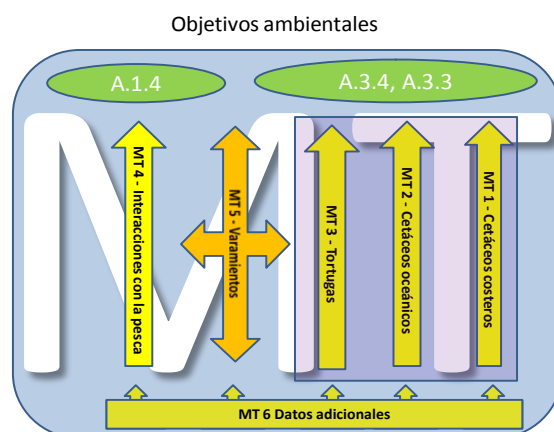 Objetivos ambientales
A.1.4
A.3.4, A.3.3
MT
MT 4 - Interacciones con la pesca
MT 5 - Varamientos
MT 3 - Tortugas
MT 2 - Cetáceos oceánicos
MT 1 - Cetáceos costeros
MT 6 Datos adicionales